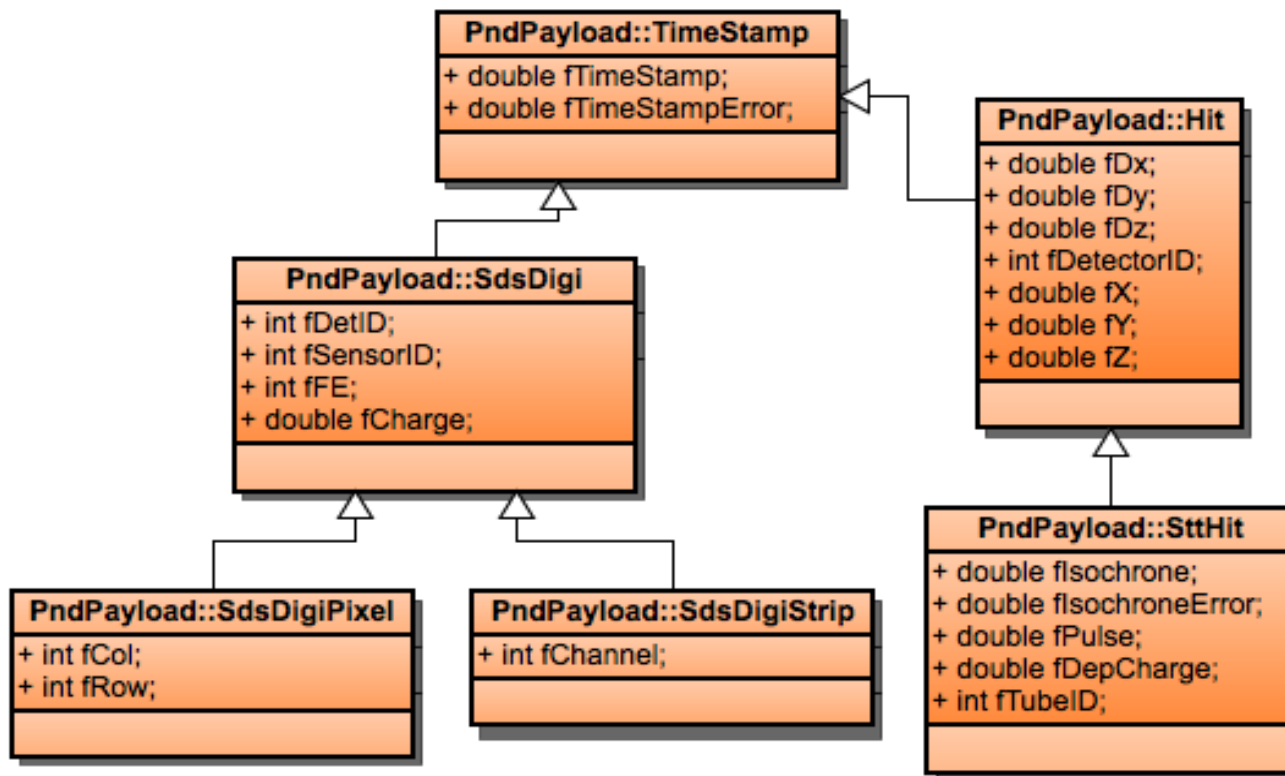 PndPayload::TimeStamp
+ double fTimeStamp;
+ double fTimeStampError;
PndPayload::Hit
+ double fDx;
+ double fDy;
+ double fDz;
+ int fDetectorID;
+ double fX;
+ double fY;
+ double fZ;
PndPayload::SdsDigi
+ int fDetID;
+ int fSensorID;
+ int fFE;
+ double fCharge;
PndPayload::SdsDigiPixel
+ int fCol;
+ int fRow;
PndPayload::SdsDigiStrip
+ int fChannel;
PndPayload::SttHit
+ double fIsochrone;
+ double fIsochroneError;
+ double fPulse;
+ double fDepCharge;
+ int fTubeID;